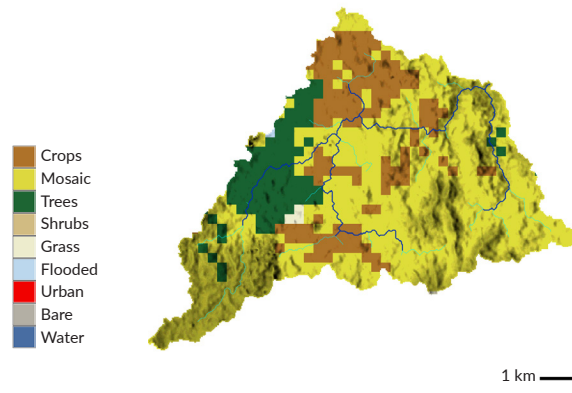 Crops
Mosaic
Trees
Shrubs
Grass
Flooded
Urban
Bare
Water
1 km